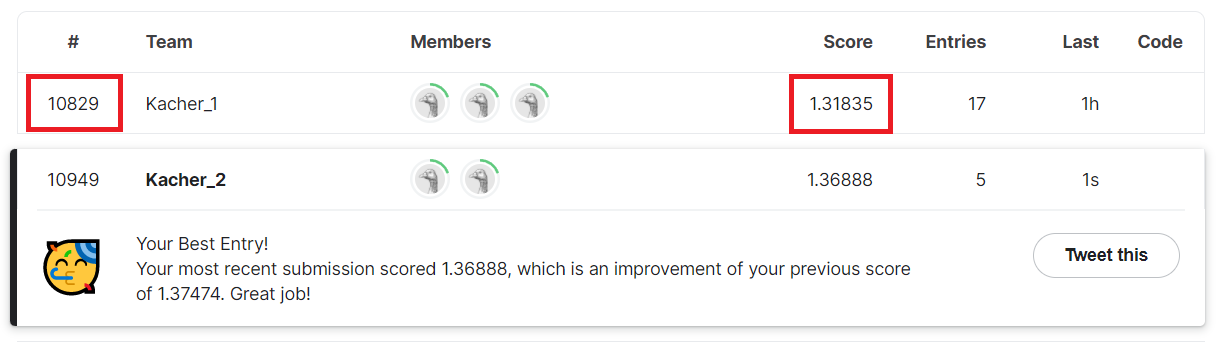 # Team Members Score Entries Last Code
10829 Kacher_1 1.31835 17 1h
10949 Kacher_2 1.36888 5 1s
Your Best Entry!
Your most recent submission scored 1.36888, which is an improvement of your previous score
of 1.37474. Great job!
Tweet this